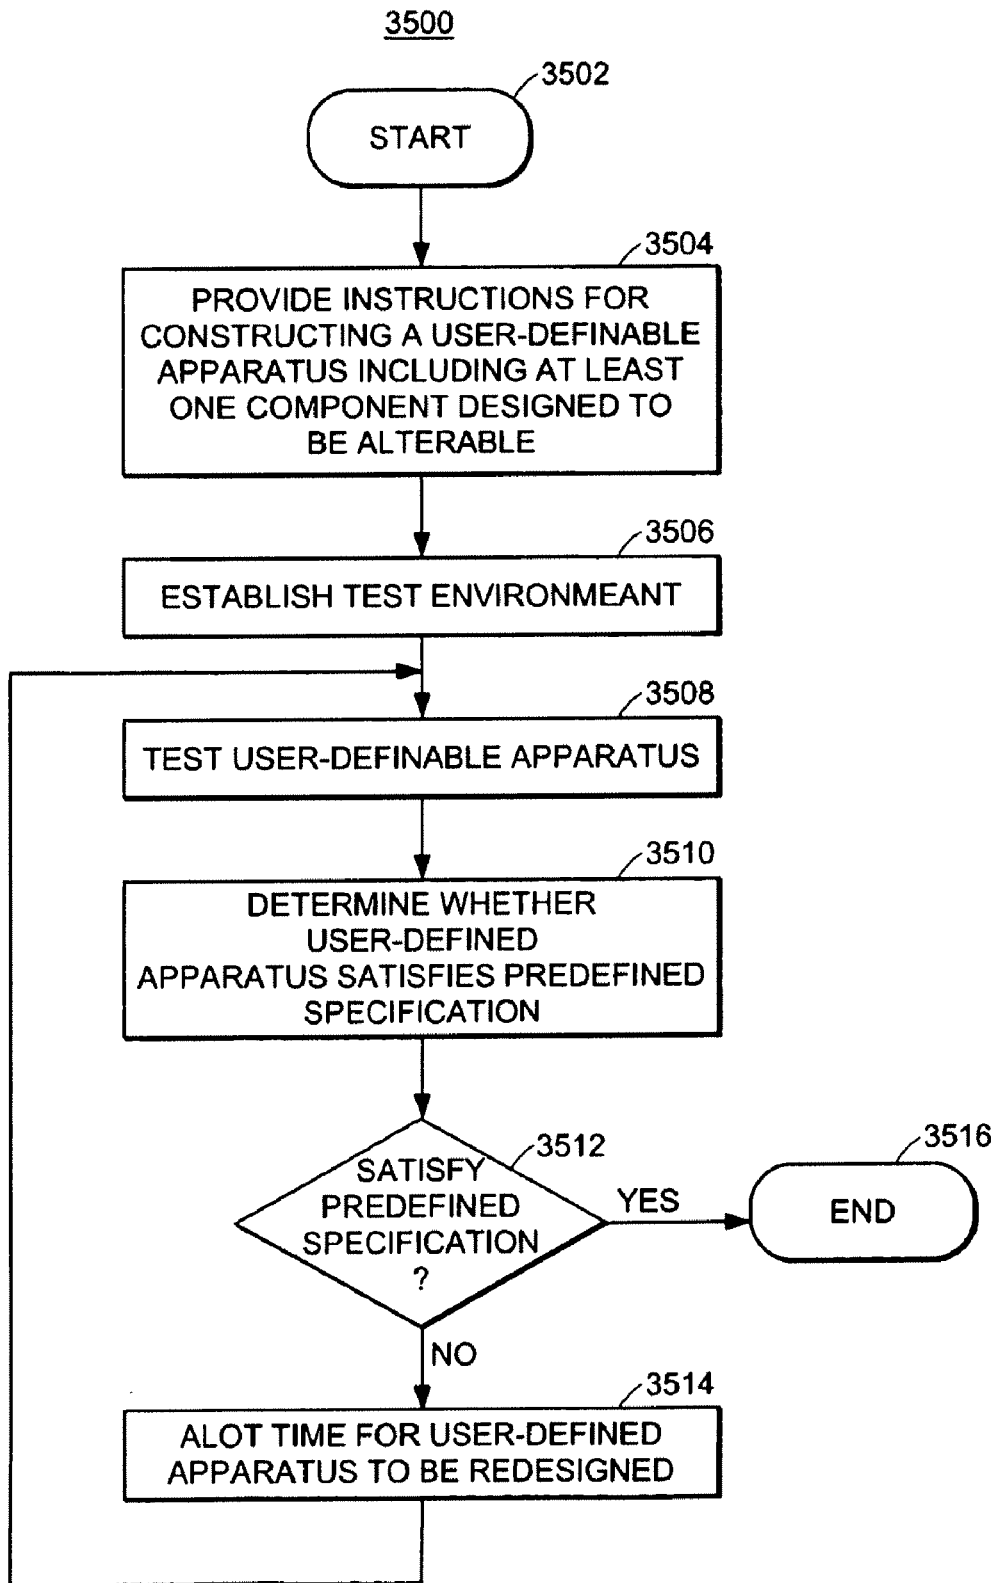 3500
3502
START
3504
PROVIDE INSTRUCTIONS FOR
CONSTRUCTING A USER-DEFINABLE
APPARATUS INCLUDING AT LEAST
ONE COMPONENT DESIGNED TO
BE ALTERABLE
3506
ESTABLISH TEST ENVIRONMEANT
3508
TEST USER-DEFINABLE APPARATUS
3510
DETERMINE WHETHER
USER-DEFINED
APPARATUS SATISFIES PREDEFINED
SPECIFICATION
3512
SATISFY
PREDEFINED
SPECIFICATION
?
YES
3516
END
NO
3514
ALOT TIME FOR USER-DEFINED
APPARATUS TO BE REDESIGNED